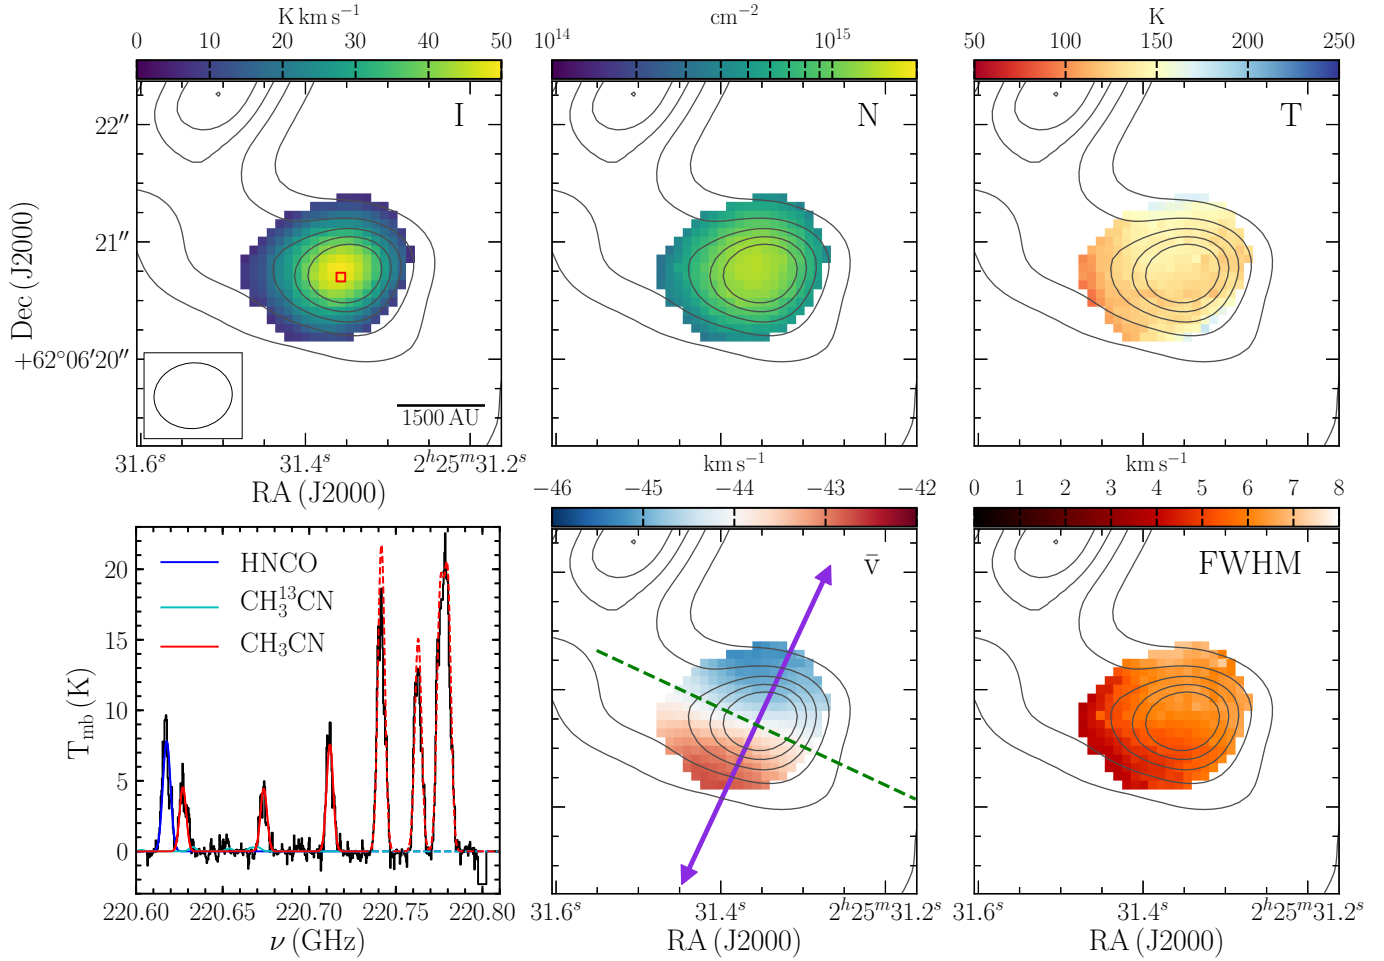 K km s⁻¹
0 10 20 30 40 50
I
22″
21″
+62°06′20″
Dec (J2000)
1500 AU
31.6ˢ 31.4ˢ 2ʰ25ᵐ31.2ˢ
RA (J2000)
cm⁻²
10¹⁴ 10¹⁵
N
K
50 100 150 200 250
T
HNCO
CH₃¹³CN
CH₃CN
20
15
10
5
0
T_mb (K)
220.60 220.65 220.70 220.75 220.80
ν (GHz)
km s⁻¹
−46 −45 −44 −43 −42
v̄
31.6ˢ 31.4ˢ 2ʰ25ᵐ31.2ˢ
RA (J2000)
km s⁻¹
0 1 2 3 4 5 6 7 8
FWHM
31.6ˢ 31.4ˢ 2ʰ25ᵐ31.2ˢ
RA (J2000)